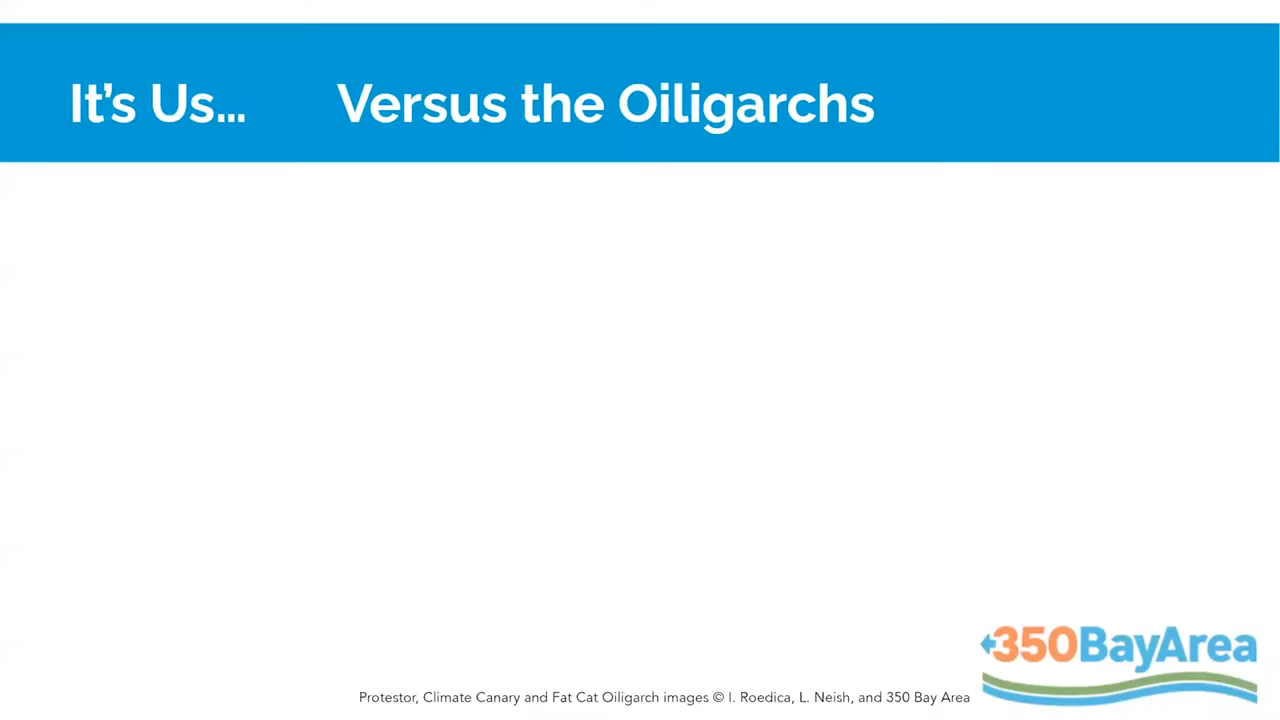 It's Us... Versus the Oiligarchs
350BayArea
Protestor, Climate Canary and Fat Cat Oiligarch images © I. Roedica, L. Neish, and 350 Bay Area